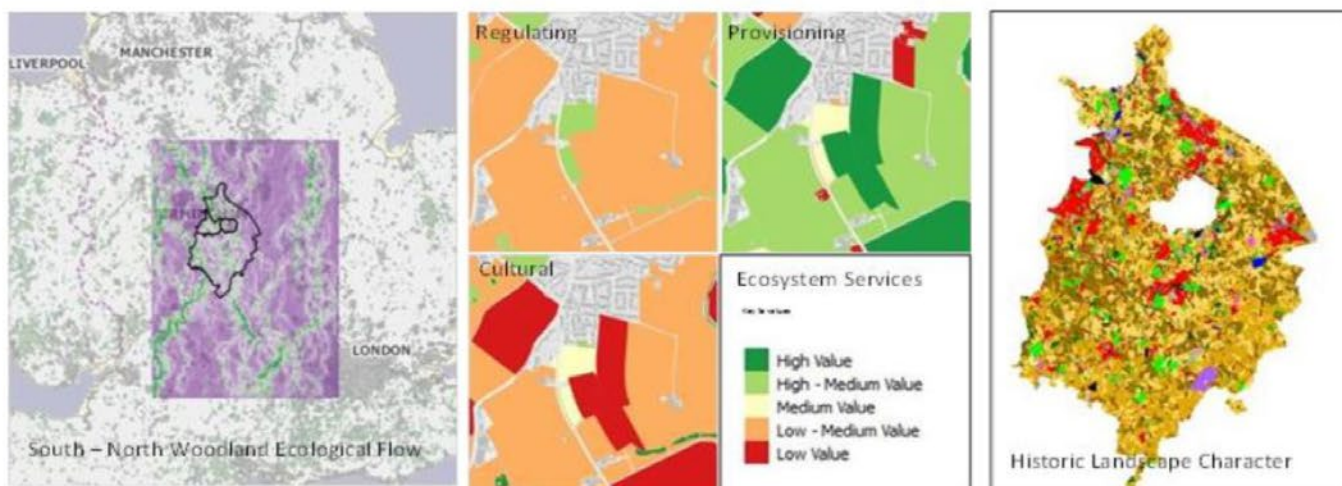 LIVERPOOL
MANCHESTER
LONDON
South – North Woodland Ecological Flow
Regulating
Provisioning
Cultural
Ecosystem Services
High Value
High - Medium Value
Medium Value
Low - Medium Value
Low Value
Historic Landscape Character